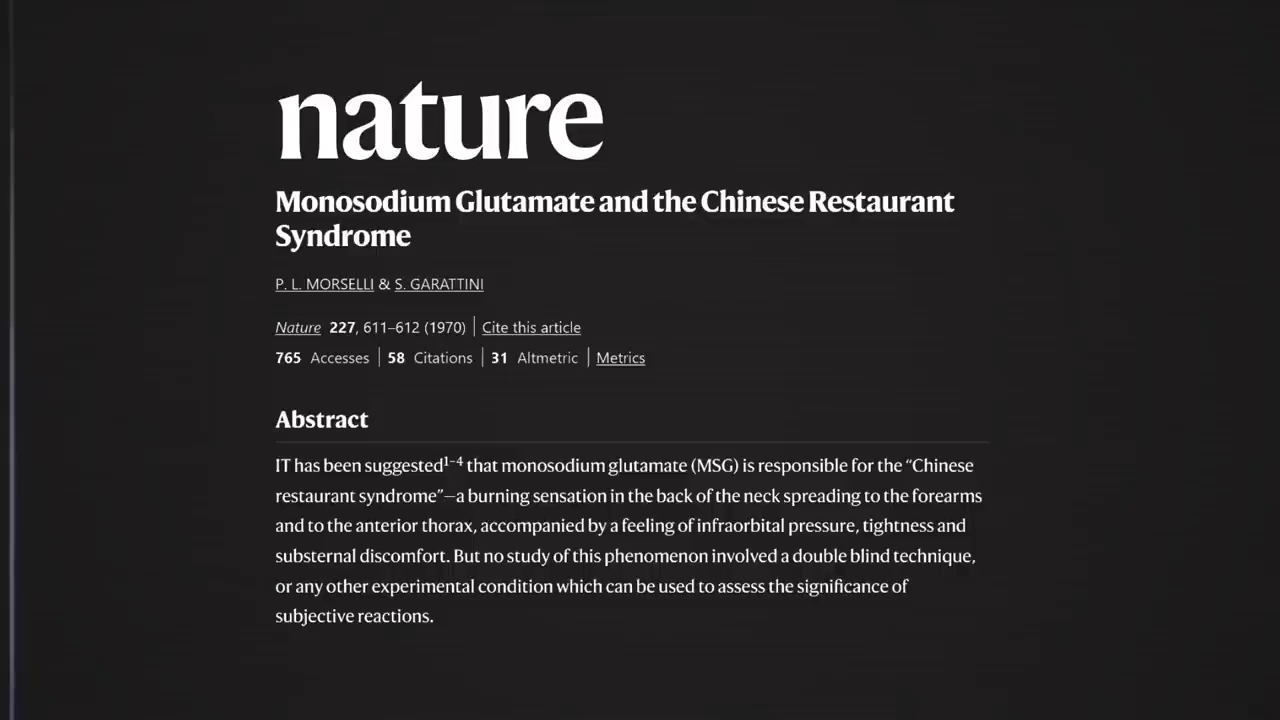 nature
Monosodium Glutamate and the Chinese Restaurant
Syndrome
P. L. MORSELLI & S. GARATTINI
Nature 227, 611–612 (1970) | Cite this article
765 Accesses | 58 Citations | 31 Altmetric | Metrics
Abstract
IT has been suggested1–4 that monosodium glutamate (MSG) is responsible for the “Chinese
restaurant syndrome”—a burning sensation in the back of the neck spreading to the forearms
and to the anterior thorax, accompanied by a feeling of infraorbital pressure, tightness and
substernal discomfort. But no study of this phenomenon involved a double blind technique,
or any other experimental condition which can be used to assess the significance of
subjective reactions.